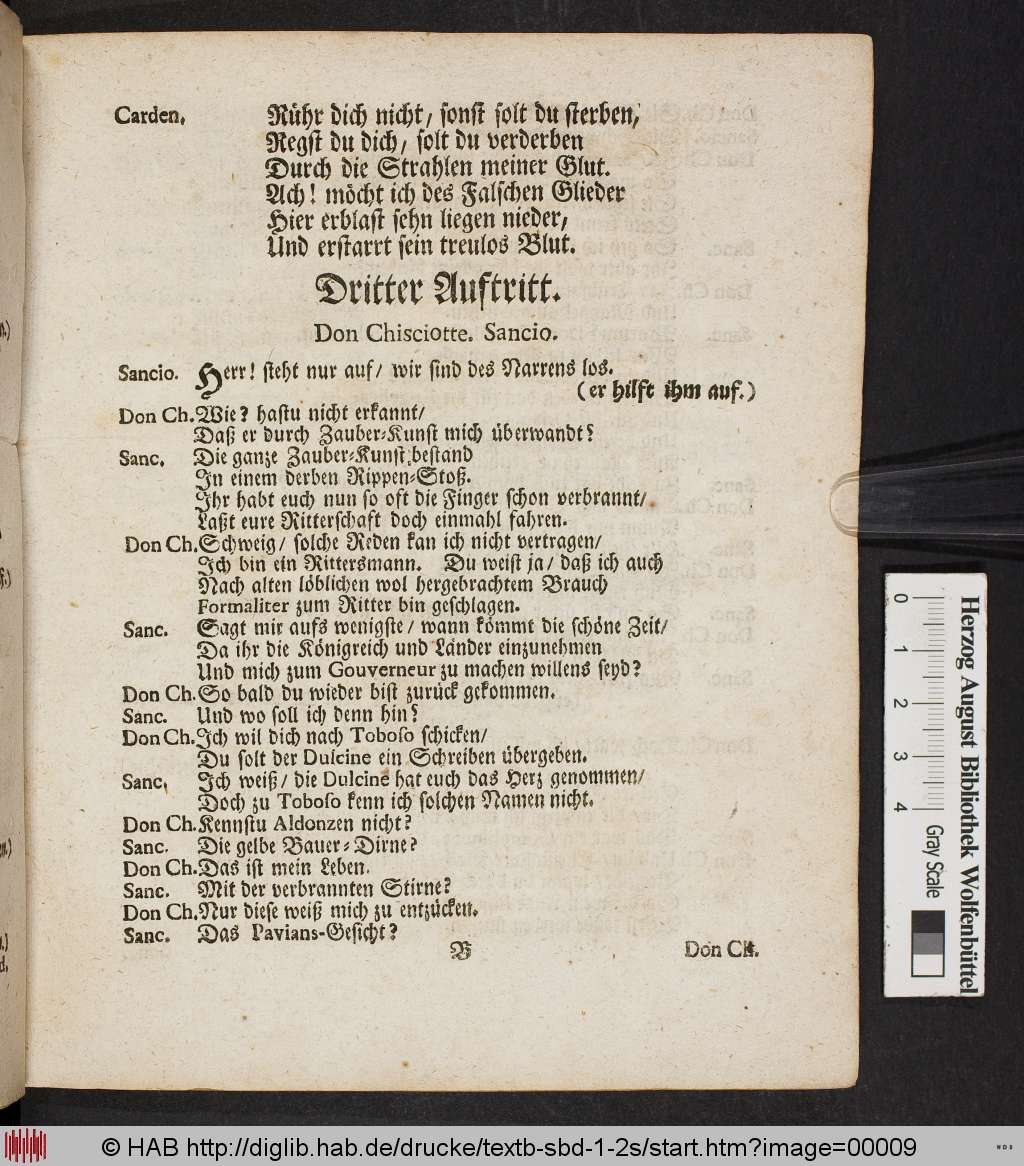 Carden. Rühr dich nicht/ sonst solt du sterben,
Regst du dich/ solt du verderben
Durch die Strahlen meiner Glut.
Ach! möcht ich des Falschen Glieder
Hier erblast sehn liegen nieder/
Und erstarrt sein treulos Blut.
Dritter Auftritt.
Don Chisciotte. Sancio.
Sancio. Herr! steht nur auf/ wir sind des Narrens los.
(er hilft ihm auf.)
Don Ch. Wie? hastu nicht erkannt/
Daß er durch Zauber-Kunst mich überwandt?
Sanc. Die ganze Zauber-Kunst bestand
In einem derben Rippen-Stoß.
Ihr habt euch nun so oft die Finger schon verbrannt/
Laßt eure Ritterschaft doch einmahl fahren.
Don Ch. Schweig/ solche Reden kan ich nicht vertragen/
Ich bin ein Rittersmann. Du weist ja/ daß ich auch
Nach alten löblichen wol hergebrachtem Brauch
Formaliter zum Ritter bin geschlagen.
Sanc. Sagt mir aufs wenigste/ wann kömmt die schöne Zeit/
Da ihr die Königreich und Länder einzunehmen
Und mich zum Gouverneur zu machen willens seyd?
Don Ch. So bald du wieder bist zurück gekommen.
Sanc. Und wo soll ich denn hin?
Don Ch. Ich wil dich nach Toboso schicken/
Du solt der Dulcine ein Schreiben übergeben.
Sanc. Ich weiß/ die Dulcine hat euch das Herz genommen/
Doch zu Toboso kenn ich solchen Namen nicht.
Don Ch. Kennstu Aldonzen nicht?
Sanc. Die gelbe Bauer-Dirne?
Don Ch. Das ist mein Leben.
Sanc. Mit der verbrannten Stirne?
Don Ch. Nur diese weiß mich zu entzücken.
Sanc. Das Pavians-Gesicht?
B Don Ch.
Herzog August Bibliothek Wolfenbüttel
0 1 2 3 4 Gray Scale
© HAB http://diglib.hab.de/drucke/textb-sbd-1-2s/start.htm?image=00009